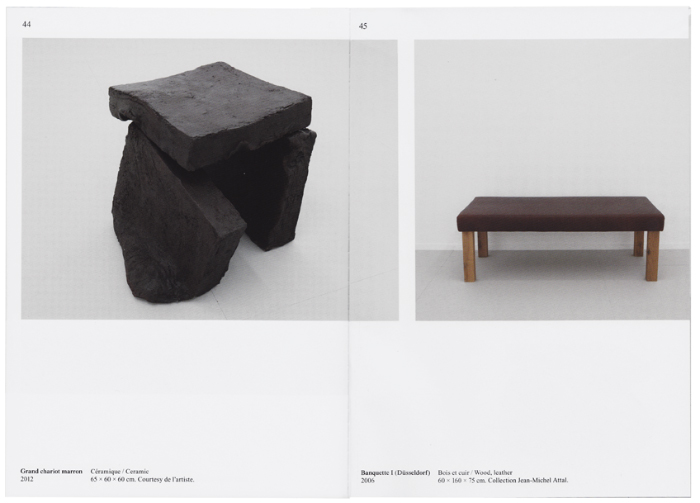 44
45
Grand chariot marron Céramique / Ceramic
2012 65 × 60 × 60 cm. Courtesy de l'artiste.
Banquette I (Düsseldorf) Bois et cuir / Wood, leather
2006 60 × 160 × 75 cm. Collection Jean-Michel Attal.